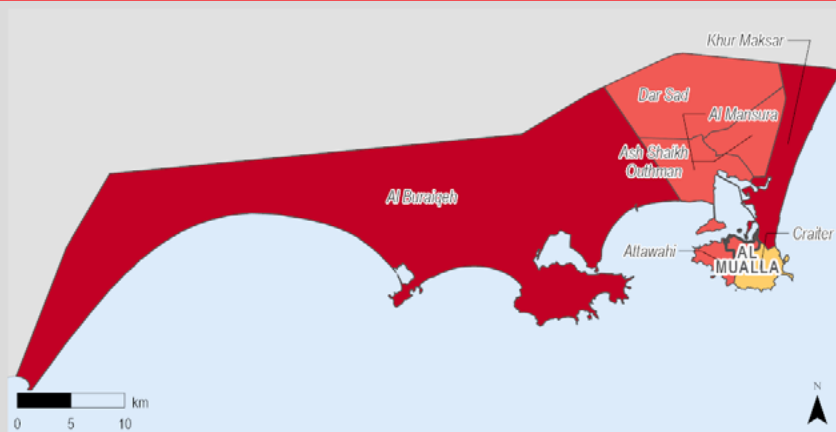 Khur Maksar
Dar Sad
Al Mansura
Ash Shaikh
Outhman
Al Buraiqeh
Craiter
Attawahi
AL
MUALLA
km
0 5 10
N